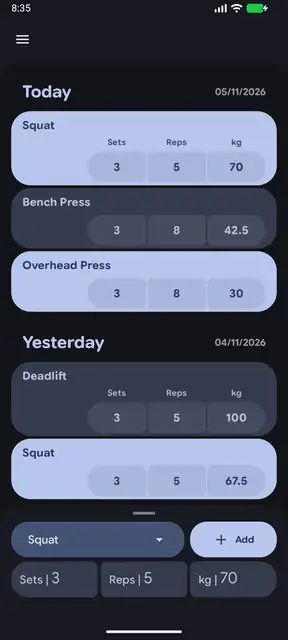 8:35
Today 05/11/2026
Squat
Sets Reps kg
3 5 70
Bench Press
3 8 42.5
Overhead Press
3 8 30
Yesterday 04/11/2026
Deadlift
Sets Reps kg
3 5 100
Squat
3 5 67.5
Squat + Add
Sets | 3 Reps | 5 kg | 70